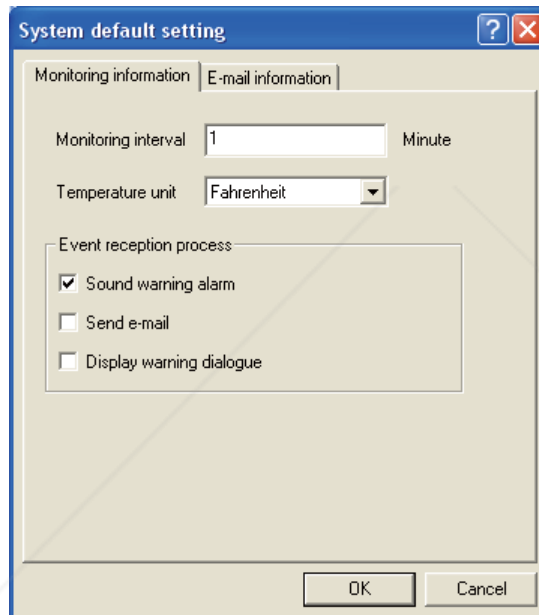 System default setting
Monitoring information E-mail information
Monitoring interval 1 Minute
Temperature unit Fahrenheit
Event reception process
Sound warning alarm
Send e-mail
Display warning dialogue
OK Cancel